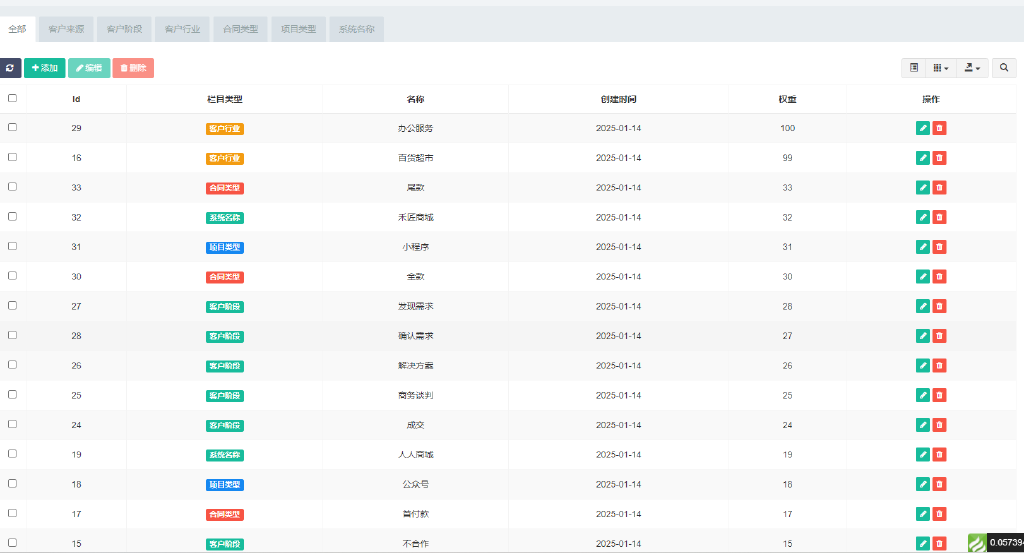 全部 客户来源 客户阶段 客户行业 合同类型 项目类型 系统名称
添加 编辑 删除
Id 栏目类型 名称 创建时间 权重 操作
29 客户行业 办公服务 2025-01-14 100
16 客户行业 百货超市 2025-01-14 99
33 合同类型 尾款 2025-01-14 33
32 系统名称 禾匠商城 2025-01-14 32
31 项目类型 小程序 2025-01-14 31
30 合同类型 全款 2025-01-14 30
27 客户阶段 发现需求 2025-01-14 28
28 客户阶段 确认需求 2025-01-14 27
26 客户阶段 解决方案 2025-01-14 26
25 客户阶段 商务谈判 2025-01-14 25
24 客户阶段 成交 2025-01-14 24
19 系统名称 人人商城 2025-01-14 19
18 项目类型 公众号 2025-01-14 18
17 合同类型 首付款 2025-01-14 17
15 客户阶段 不合作 2025-01-14 15
0.05739